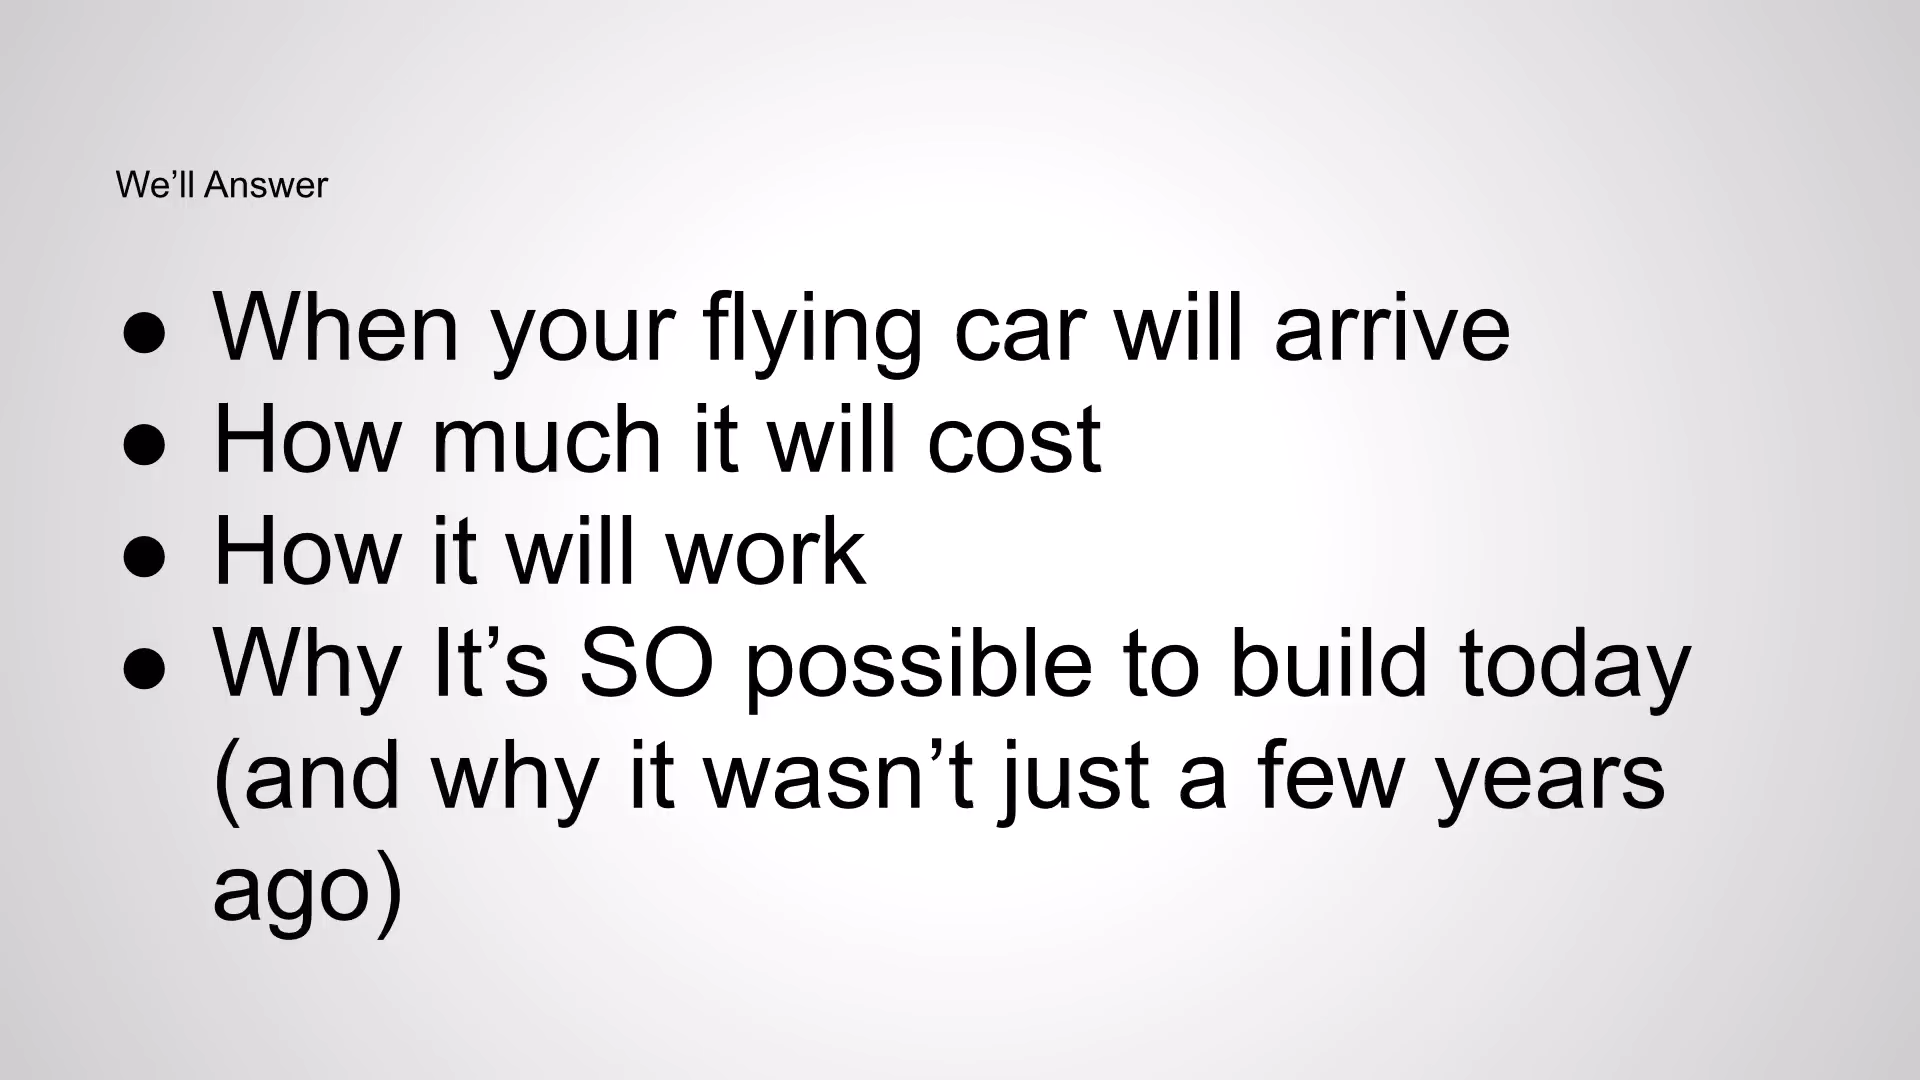 We’ll Answer
● When your flying car will arrive
● How much it will cost
● How it will work
● Why It’s SO possible to build today
(and why it wasn’t just a few years
ago)